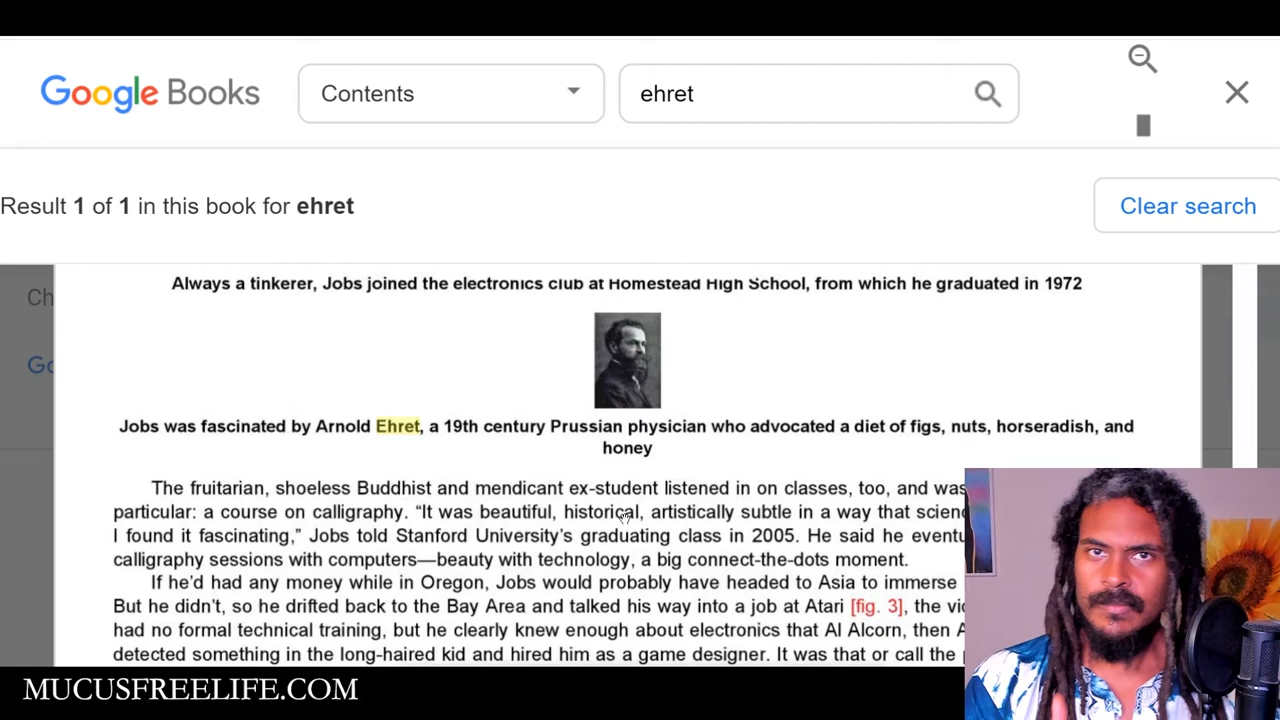 Google Books
Contents
ehret
Result 1 of 1 in this book for ehret
Clear search
Ch
Go
Always a tinkerer, Jobs joined the electronics club at Homestead High School, from which he graduated in 1972
Jobs was fascinated by Arnold Ehret, a 19th century Prussian physician who advocated a diet of figs, nuts, horseradish, and
honey
The fruitarian, shoeless Buddhist and mendicant ex-student listened in on classes, too, and was
particular: a course on calligraphy. “It was beautiful, historical, artistically subtle in a way that scien
I found it fascinating,” Jobs told Stanford University’s graduating class in 2005. He said he eventu
calligraphy sessions with computers—beauty with technology, a big connect-the-dots moment.
If he’d had any money while in Oregon, Jobs would probably have headed to Asia to immerse
But he didn’t, so he drifted back to the Bay Area and talked his way into a job at Atari [fig. 3], the vi
had no formal technical training, but he clearly knew enough about electronics that Al Alcorn, then A
detected something in the long-haired kid and hired him as a game designer. It was that or call the
MUCUSFREELIFE.COM